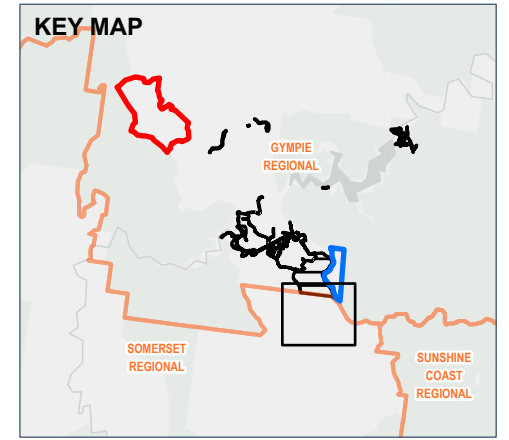 KEY MAP
GYMPIE
REGIONAL
SOMERSET
REGIONAL
SUNSHINE
COAST
REGIONAL